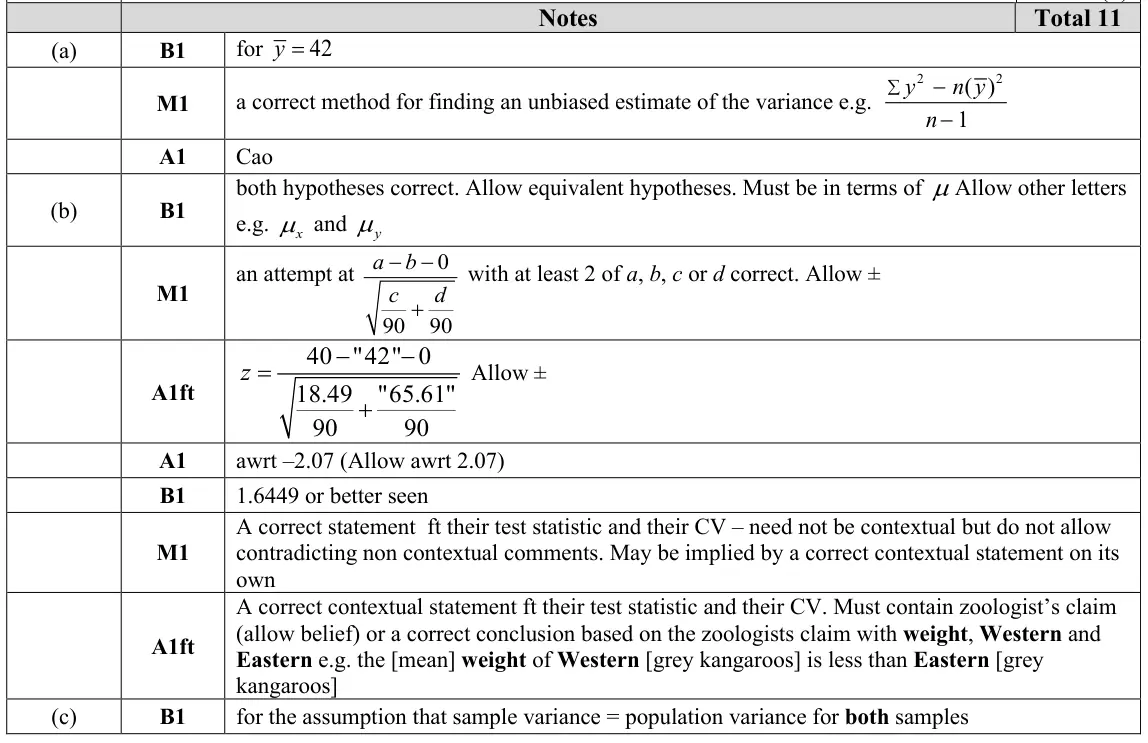 Notes Total 11
(a) B1 for y̅ = 42
M1 a correct method for finding an unbiased estimate of the variance e.g. (∑y² − n(y̅)²)/(n − 1)
A1 Cao
both hypotheses correct. Allow equivalent hypotheses. Must be in terms of μ Allow other letters
(b) B1
e.g. μₓ and μᵧ
M1 an attempt at (a − b − 0)/√(c/90 + d/90) with at least 2 of a, b, c or d correct. Allow ±
A1ft z = (40 − "42" − 0)/√(18.49/90 + "65.61"/90) Allow ±
A1 awrt –2.07 (Allow awrt 2.07)
B1 1.6449 or better seen
A correct statement ft their test statistic and their CV – need not be contextual but do not allow
M1 contradicting non contextual comments. May be implied by a correct contextual statement on its
own
A correct contextual statement ft their test statistic and their CV. Must contain zoologist's claim
(allow belief) or a correct conclusion based on the zoologists claim with weight, Western and
A1ft Eastern e.g. the [mean] weight of Western [grey kangaroos] is less than Eastern [grey
kangaroos]
(c) B1 for the assumption that sample variance = population variance for both samples